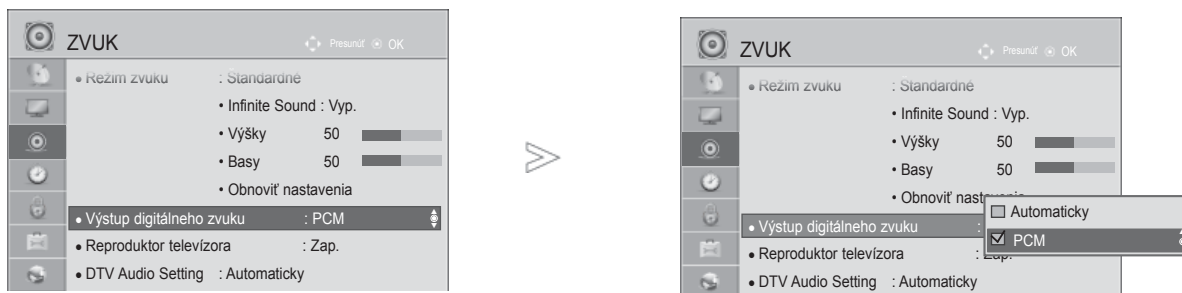 ZVUK
Presunúť OK
• Režim zvuku : Štandardné
• Infinite Sound : Vyp.
• Výšky 50
• Basy 50
• Obnoviť nastavenia
• Výstup digitálneho zvuku : PCM
• Reproduktor televízora : Zap.
• DTV Audio Setting : Automaticky
>
ZVUK
Presunúť OK
• Režim zvuku : Štandardné
• Infinite Sound : Vyp.
• Výšky 50
• Basy 50
• Obnoviť
• Výstup digitálneho zvuku :
Automaticky
PCM
• Reproduktor televízora :
• DTV Audio Setting : Automaticky